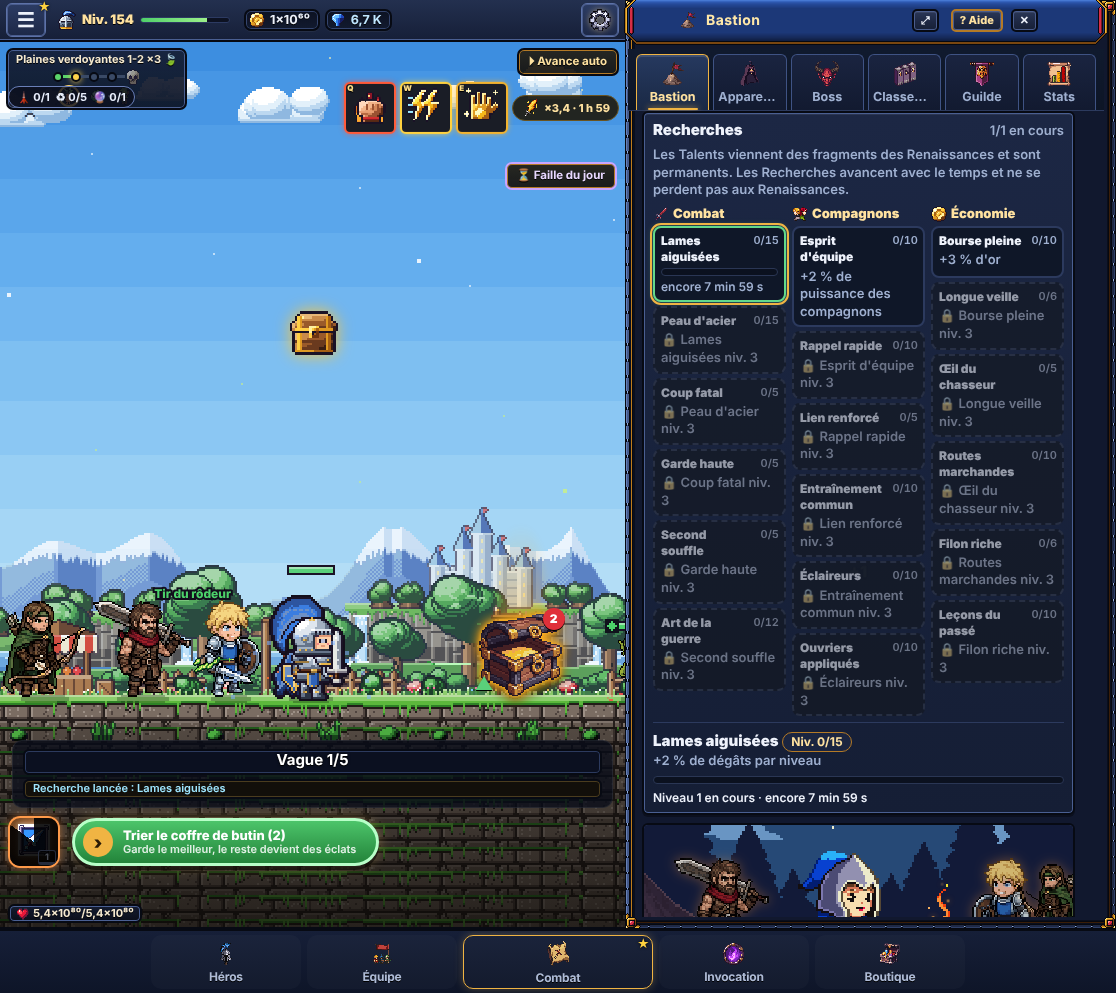 Niv. 154
1×10⁶⁰
6,7 K
Bastion
? Aide
Plaines verdoyantes 1-2 ×3
0/1
0/5
0/1
Avance auto
Q
W
E
×3,4 · 1 h 59
Faille du jour
Bastion
Appare…
Boss
Classe…
Guilde
Stats
Recherches
1/1 en cours
Les Talents viennent des fragments des Renaissances et sont
permanents. Les Recherches avancent avec le temps et ne se
perdent pas aux Renaissances.
Combat
Lames
aiguisées
0/15
encore 7 min 59 s
Peau d'acier
0/15
Lames
aiguisées niv. 3
Coup fatal
0/5
Peau d'acier
niv. 3
Garde haute
0/5
Coup fatal niv.
3
Second
souffle
0/5
Garde haute
niv. 3
Art de la
guerre
0/12
Second souffle
niv. 3
Compagnons
Esprit
d'équipe
0/10
+2 % de
puissance des
compagnons
Rappel rapide
0/10
Esprit d'équipe
niv. 3
Lien renforcé
0/5
Rappel rapide
niv. 3
Entraînement
commun
0/10
Lien renforcé
niv. 3
Éclaireurs
0/10
Entraînement
commun niv. 3
Ouvriers
appliqués
0/10
Éclaireurs niv.
3
Économie
Bourse pleine
0/10
+3 % d'or
Longue veille
0/6
Bourse pleine
niv. 3
Œil du
chasseur
0/5
Longue veille
niv. 3
Routes
marchandes
0/10
Œil du
chasseur niv. 3
Filon riche
0/6
Routes
marchandes niv. 3
Leçons du
passé
0/10
Filon riche niv.
3
Lames aiguisées
Niv. 0/15
+2 % de dégâts par niveau
Niveau 1 en cours · encore 7 min 59 s
Tir du rôdeur
2
Vague 1/5
Recherche lancée : Lames aiguisées
1
Trier le coffre de butin (2)
Garde le meilleur, le reste devient des éclats
5,4×10⁸⁰/5,4×10⁸⁰
Héros
Équipe
Combat
Invocation
Boutique